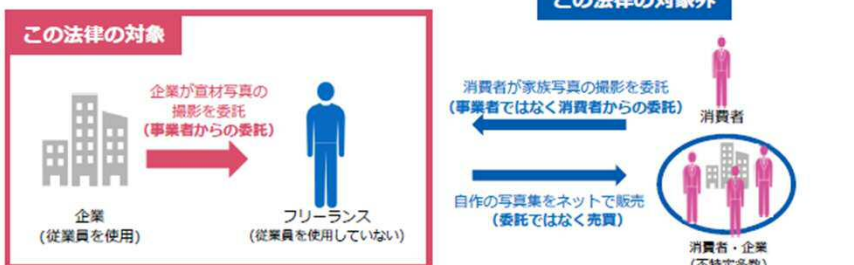 この法律の対象
企業が宣材写真の
撮影を委託
(事業者からの委託)
企業
(従業員を使用)
フリーランス
(従業員を使用していない)
この法律の対象外
消費者が家族写真の撮影を委託
(事業者ではなく消費者からの委託)
消費者
自作の写真集をネットで販売
(委託ではなく売買)
消費者・企業
(不特定多数)